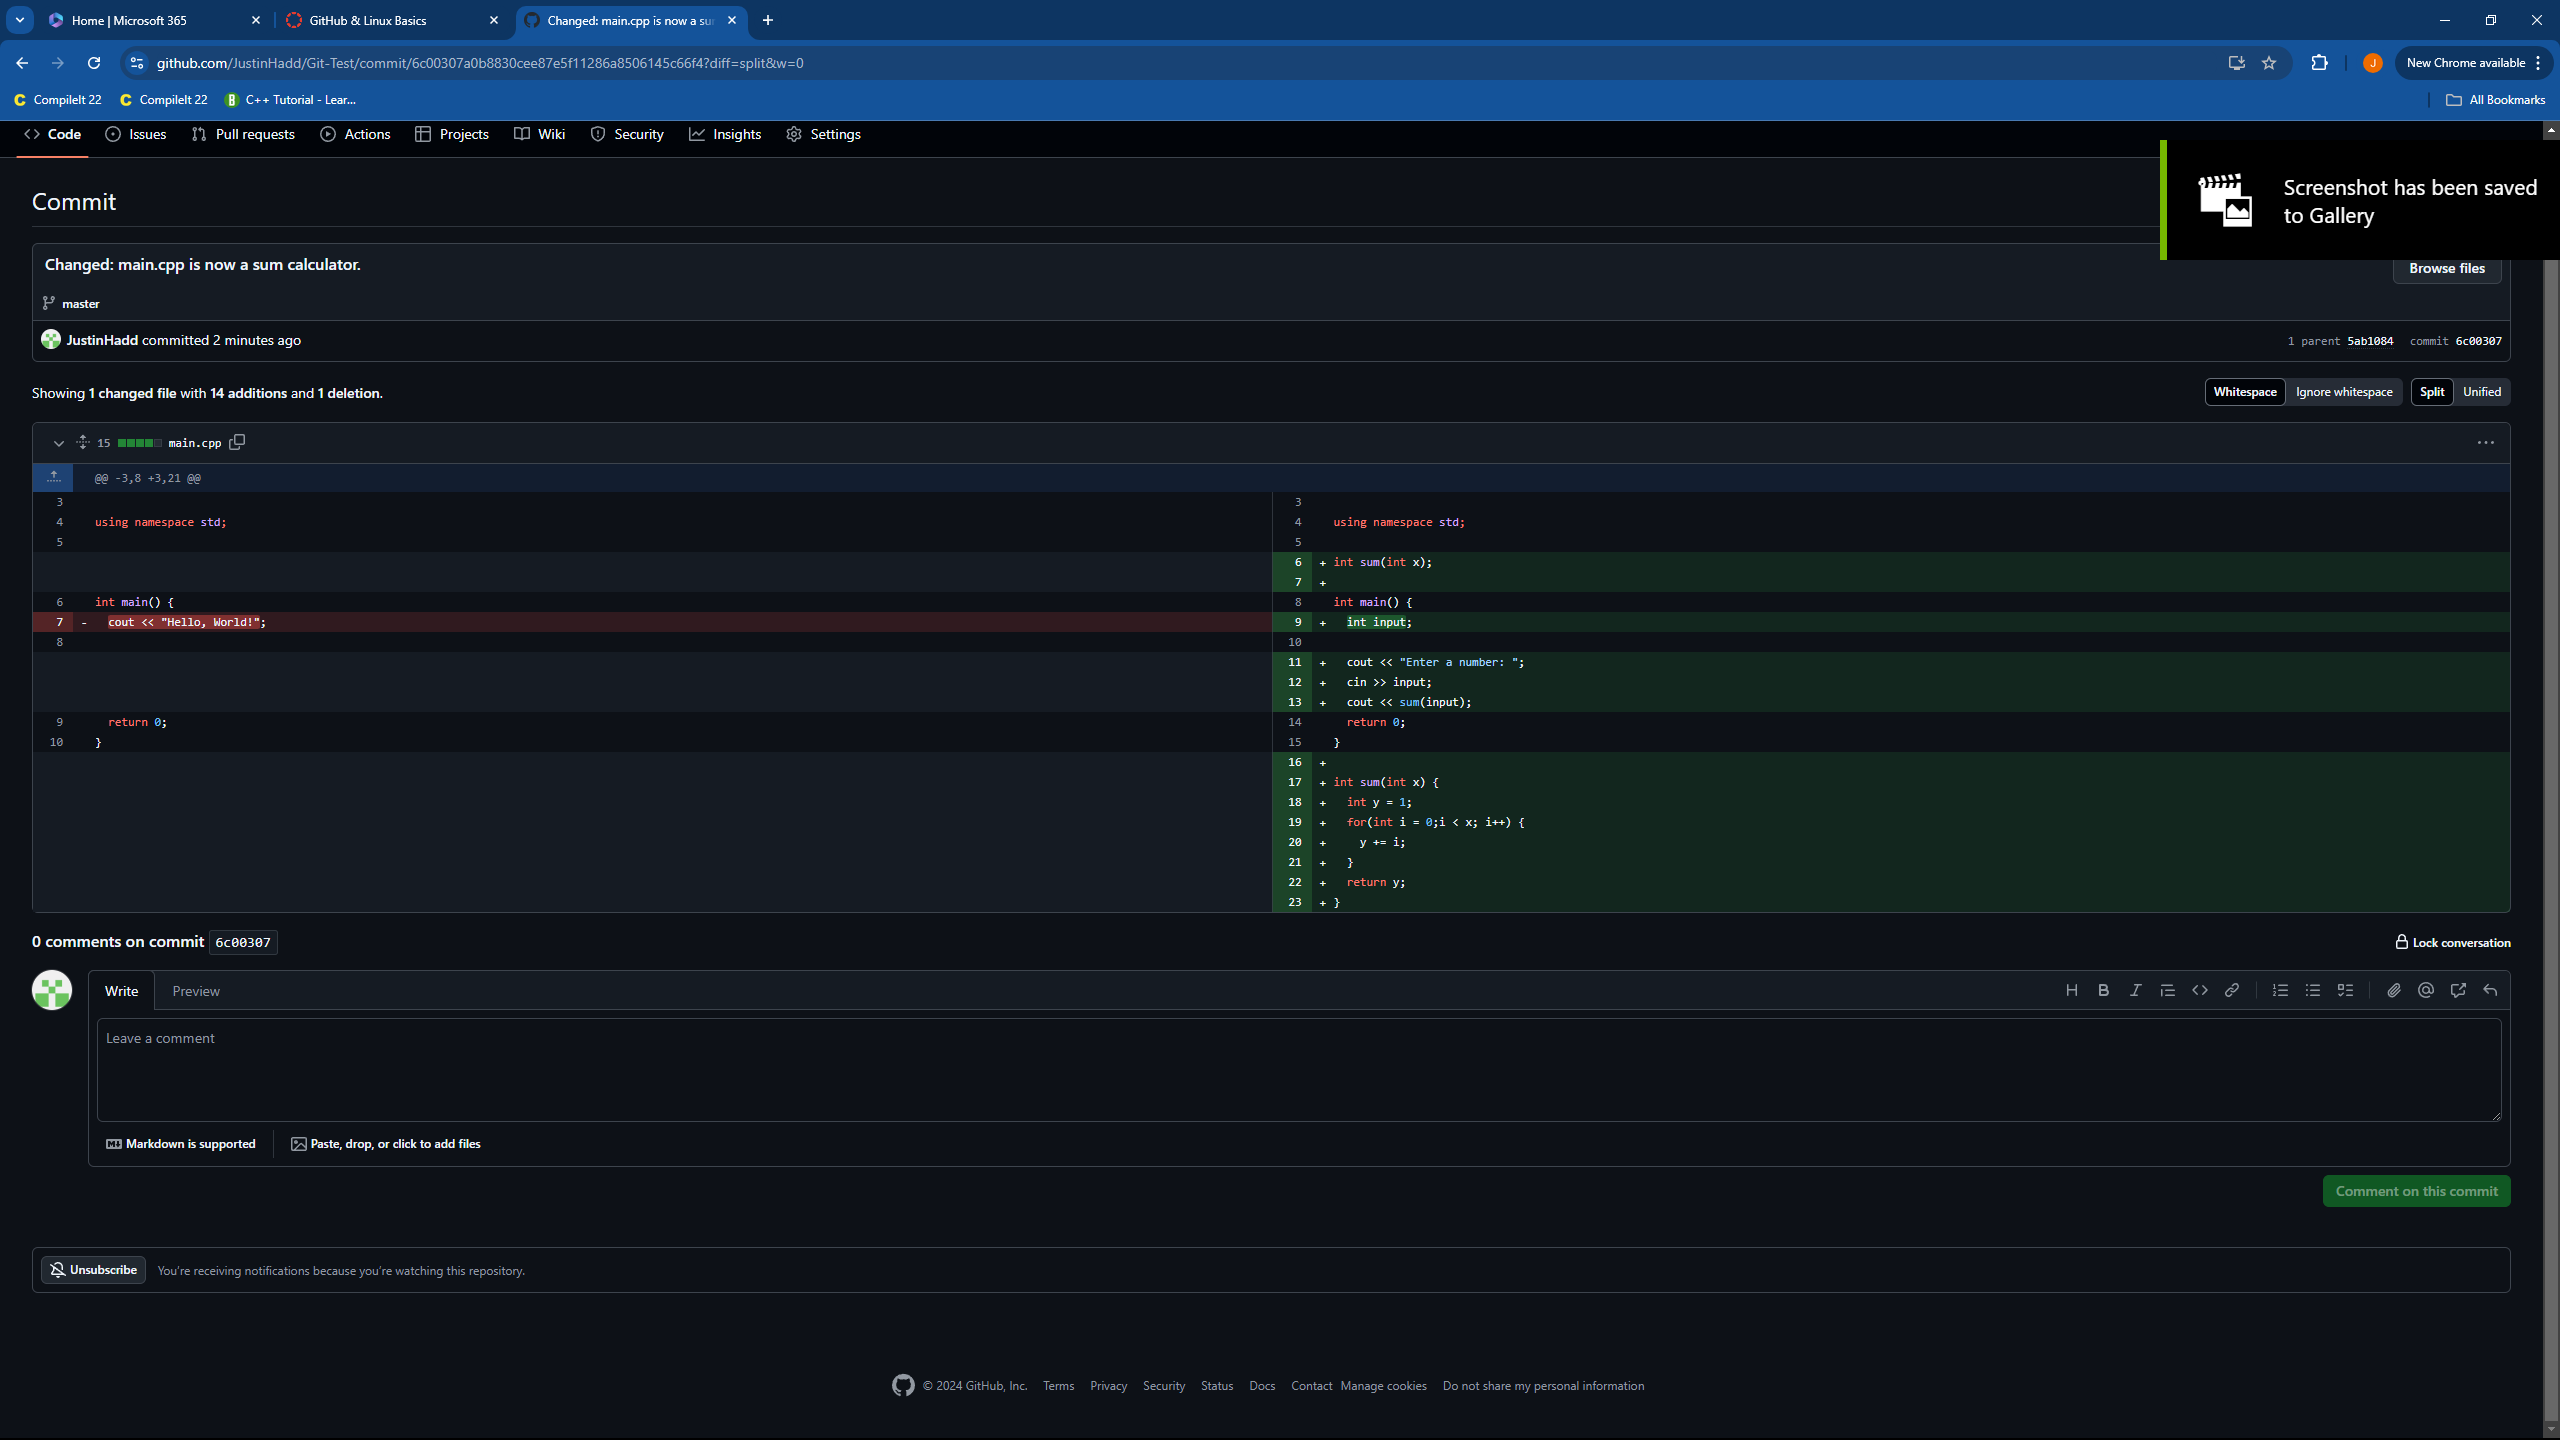 Home | Microsoft 365
GitHub & Linux Basics
Changed: main.cpp is now a su
github.com/JustinHadd/Git-Test/commit/6c00307a0b8830cee87e5f11286a8506145c66f4?diff=split&w=0
J
New Chrome available
C CompileIt 22
C CompileIt 22
B C++ Tutorial - Lear...
All Bookmarks
Code
Issues
Pull requests
Actions
Projects
Wiki
Security
Insights
Settings
Screenshot has been saved
to Gallery
Commit
Changed: main.cpp is now a sum calculator.
Browse files
master
JustinHadd committed 2 minutes ago
1 parent 5ab1084 commit 6c00307
Showing 1 changed file with 14 additions and 1 deletion.
Whitespace
Ignore whitespace
Split
Unified
15 main.cpp
@@ -3,8 +3,21 @@
3 3
4 using namespace std; 4 using namespace std;
5 5
6 + int sum(int x);
7 +
6 int main() { 8 int main() {
7 - cout << "Hello, World!"; 9 + int input;
8 10
11 + cout << "Enter a number: ";
12 + cin >> input;
13 + cout << sum(input);
9 return 0; 14 return 0;
10 } 15 }
16 +
17 + int sum(int x) {
18 + int y = 1;
19 + for(int i = 0;i < x; i++) {
20 + y += i;
21 + }
22 + return y;
23 + }
0 comments on commit 6c00307
Lock conversation
Write
Preview
Leave a comment
Markdown is supported
Paste, drop, or click to add files
Comment on this commit
Unsubscribe
You're receiving notifications because you're watching this repository.
© 2024 GitHub, Inc. Terms Privacy Security Status Docs Contact Manage cookies Do not share my personal information